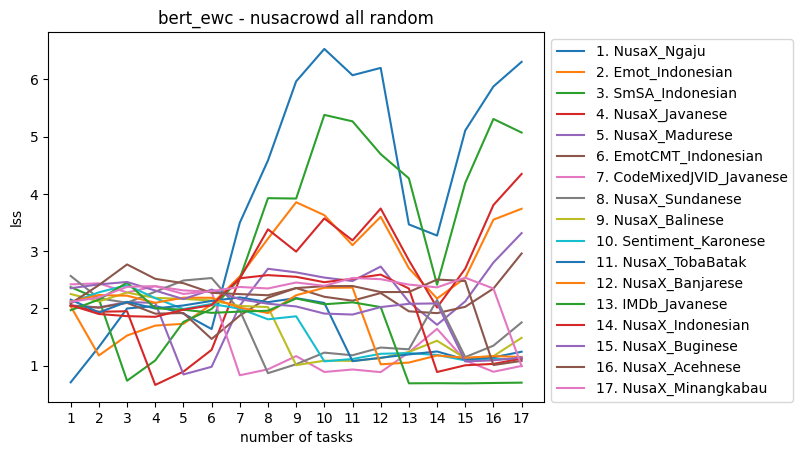 bert_ewc - nusacrowd all random
lss
6
5
4
3
2
1
1 2 3 4 5 6 7 8 9 10 11 12 13 14 15 16 17
number of tasks
1. NusaX_Ngaju
2. Emot_Indonesian
3. SmSA_Indonesian
4. NusaX_Javanese
5. NusaX_Madurese
6. EmotCMT_Indonesian
7. CodeMixedJVID_Javanese
8. NusaX_Sundanese
9. NusaX_Balinese
10. Sentiment_Karonese
11. NusaX_TobaBatak
12. NusaX_Banjarese
13. IMDb_Javanese
14. NusaX_Indonesian
15. NusaX_Buginese
16. NusaX_Acehnese
17. NusaX_Minangkabau